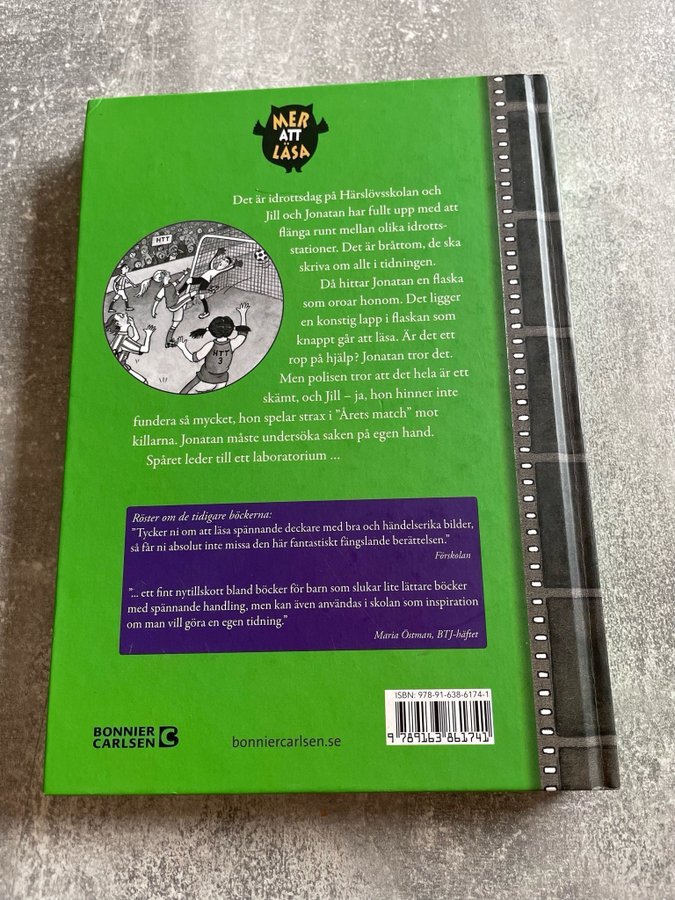 MER
ATT
LÄSA
Det är idrottsdag på Härslövsskolan och
Jill och Jonatan har fullt upp med att
flänga runt mellan olika idrotts-
stationer. Det är bråttom, de ska
skriva om allt i tidningen.
Då hittar Jonatan en flaska
som oroar honom. Det ligger
en konstig lapp i flaskan som
knappt går att läsa. Är det ett
rop på hjälp? Jonatan tror det.
Men polisen tror att det hela är ett
skämt, och Jill – ja, hon hinner inte
fundera så mycket, hon spelar strax i ”Årets match” mot
killarna. Jonatan måste undersöka saken på egen hand.
Spåret leder till ett laboratorium ...
HTT
HTT
3
Röster om de tidigare böckerna:
”Tycker ni om att läsa spännande deckare med bra och händelserika bilder,
så får ni absolut inte missa den här fantastiskt fängslande berättelsen.”
Förskolan
”... ett fint nytillskott bland böcker för barn som slukar lite lättare böcker
med spännande handling, men kan även användas i skolan som inspiration
om man vill göra en egen tidning.”
Maria Östman, BTJ-häftet
ISBN: 978-91-638-6174-1
9 789163 861741
BONNIER
CARLSEN
bonniercarlsen.se